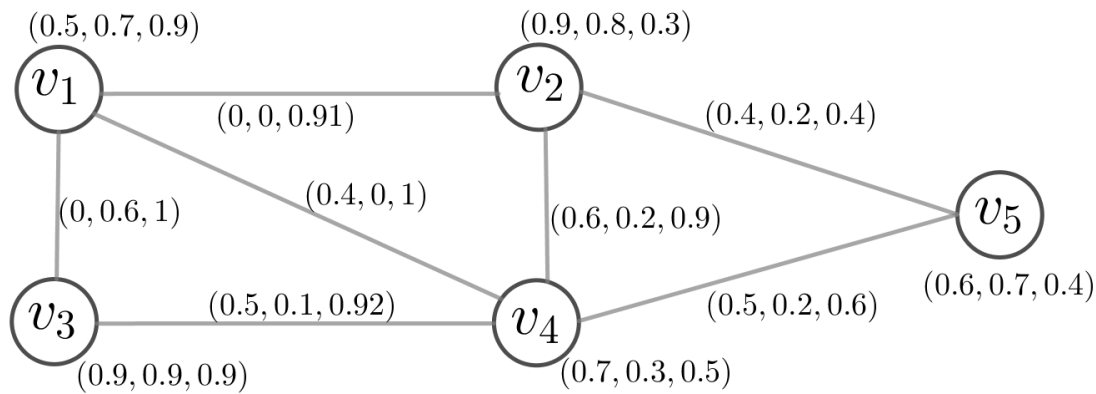 (0.5, 0.7, 0.9)
(0.9, 0.8, 0.3)
v₁
v₂
(0, 0, 0.91)
(0.4, 0.2, 0.4)
(0.4, 0, 1)
(0, 0.6, 1)
(0.6, 0.2, 0.9)
v₅
(0.6, 0.7, 0.4)
(0.5, 0.1, 0.92)
(0.5, 0.2, 0.6)
v₃
v₄
(0.9, 0.9, 0.9)
(0.7, 0.3, 0.5)